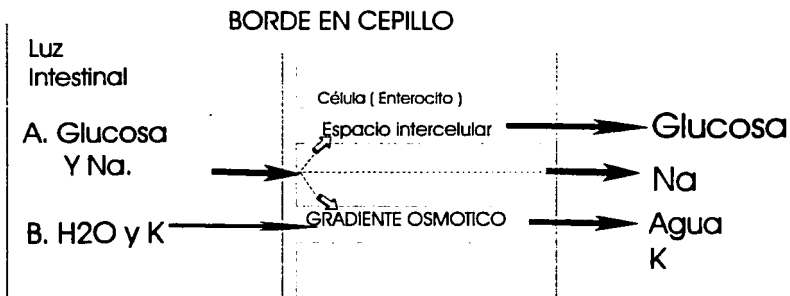 BORDE EN CEPILLO
Luz
Intestinal
Célula ( Enterocito )
Espacio intercelular
A. Glucosa
Y Na.
Glucosa
Na
B. H2O y K
GRADIENTE OSMOTICO
Agua
K